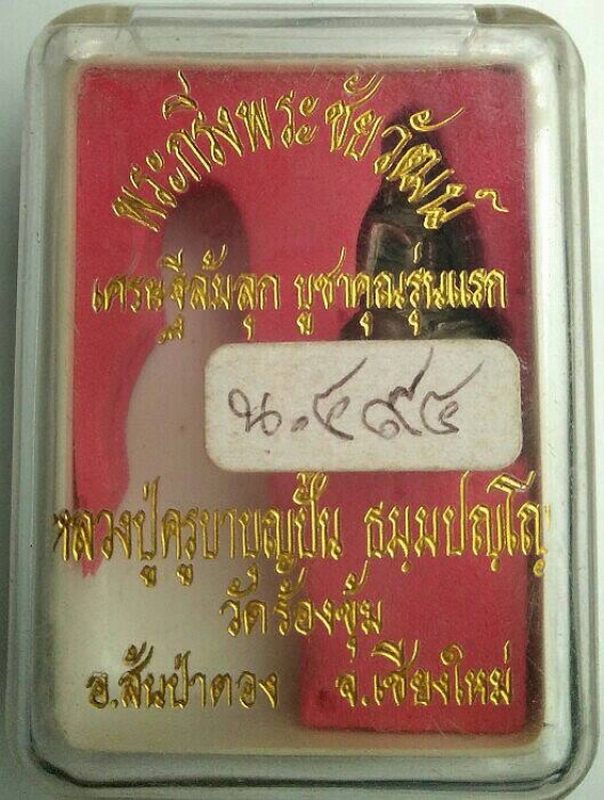 พระกริ่งพระชัยวัฒน์
เศรษฐีล้มลุก บูชาคุณรุ่นแรก
น.๔๙๕
หลวงปู่ครูบาบุญปั๋น ธมฺมปญฺโญ
วัดร้องขุ้ม
อ.สันป่าตอง จ.เชียงใหม่